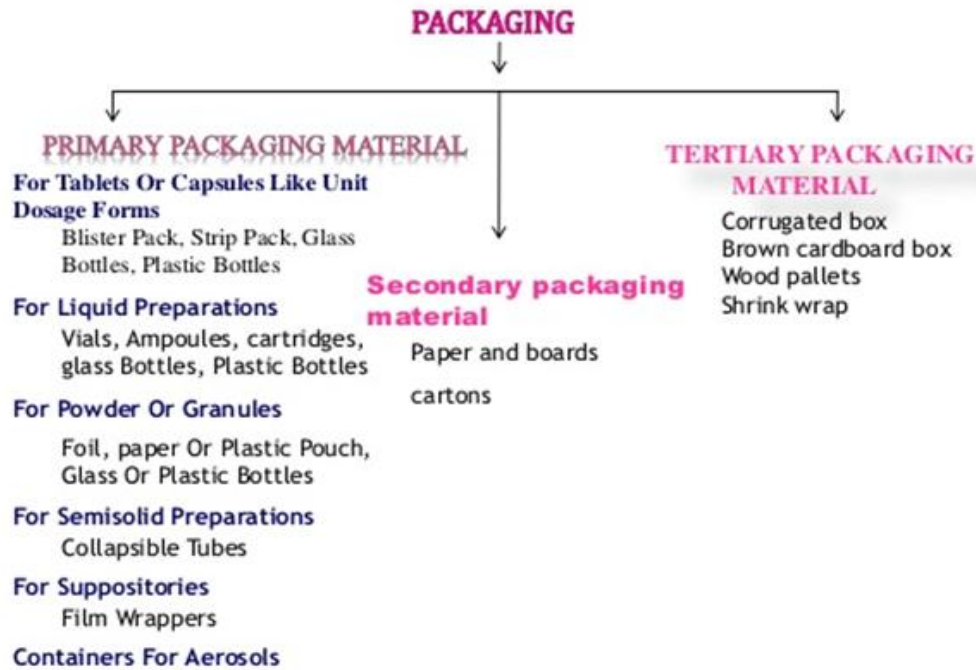 PACKAGING
PRIMARY PACKAGING MATERIAL
For Tablets Or Capsules Like Unit
Dosage Forms
Blister Pack, Strip Pack, Glass
Bottles, Plastic Bottles
For Liquid Preparations
Vials, Ampoules, cartridges,
glass Bottles, Plastic Bottles
For Powder Or Granules
Foil, paper Or Plastic Pouch,
Glass Or Plastic Bottles
For Semisolid Preparations
Collapsible Tubes
For Suppositories
Film Wrappers
Containers For Aerosols
Secondary packaging
material
Paper and boards
cartons
TERTIARY PACKAGING
MATERIAL
Corrugated box
Brown cardboard box
Wood pallets
Shrink wrap